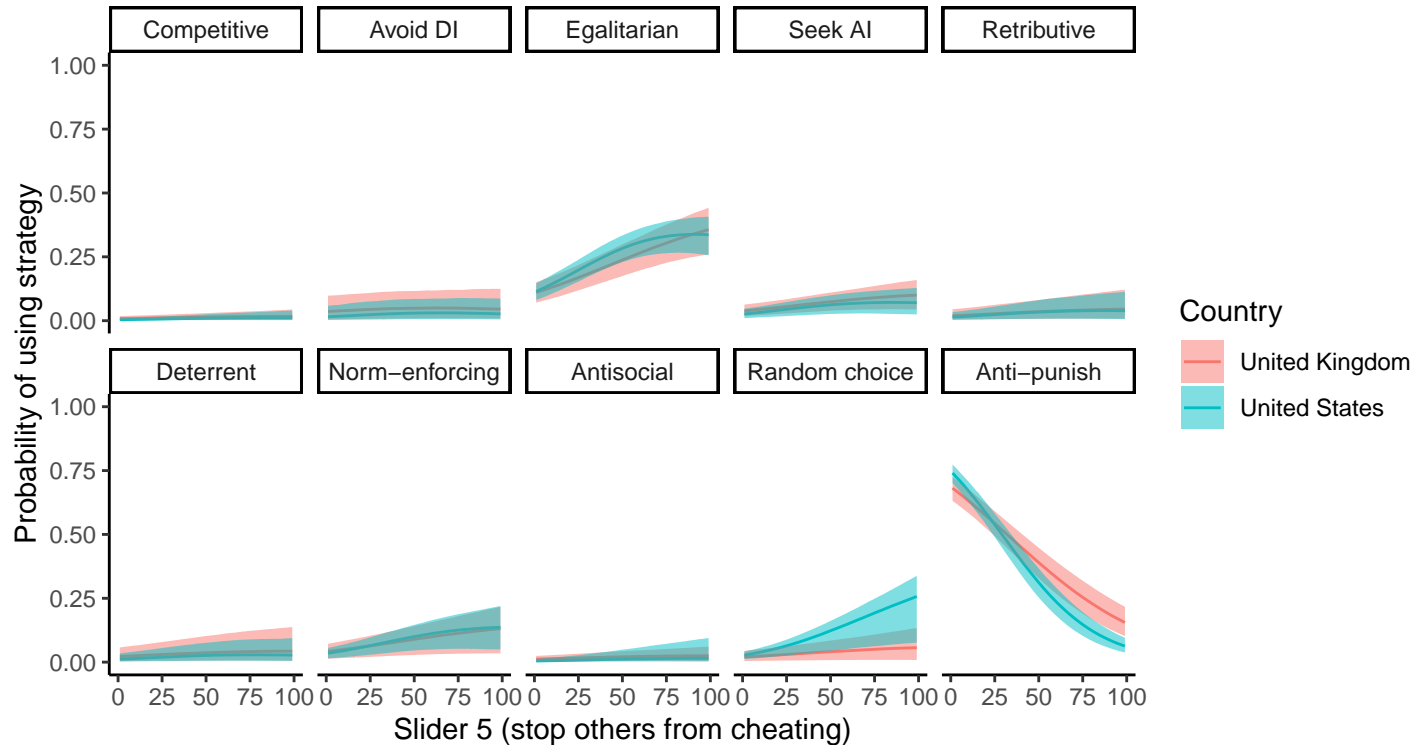 Competitive
Avoid DI
Egalitarian
Seek AI
Retributive
1.00
0.75
0.50
0.25
0.00
Deterrent
Norm−enforcing
Antisocial
Random choice
Anti−punish
1.00
0.75
0.50
0.25
0.00
0 25 50 75 100
0 25 50 75 100
0 25 50 75 100
0 25 50 75 100
0 25 50 75 100
Slider 5 (stop others from cheating)
Probability of using strategy
Country
United Kingdom
United States